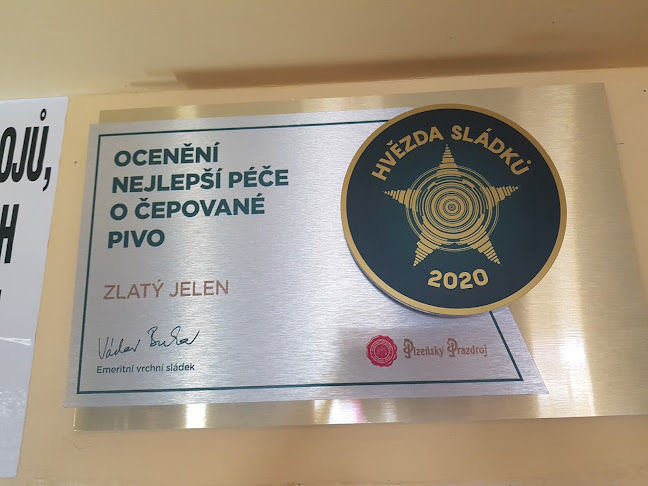 OJŮ,
H
OCENĚNÍ
NEJLEPŠÍ PÉČE
O ČEPOVANÉ
PIVO
ZLATÝ JELEN
Emeritní vrchní sládek
HVĚZDA SLÁDKŮ
2020
Plzeňský Prazdroj